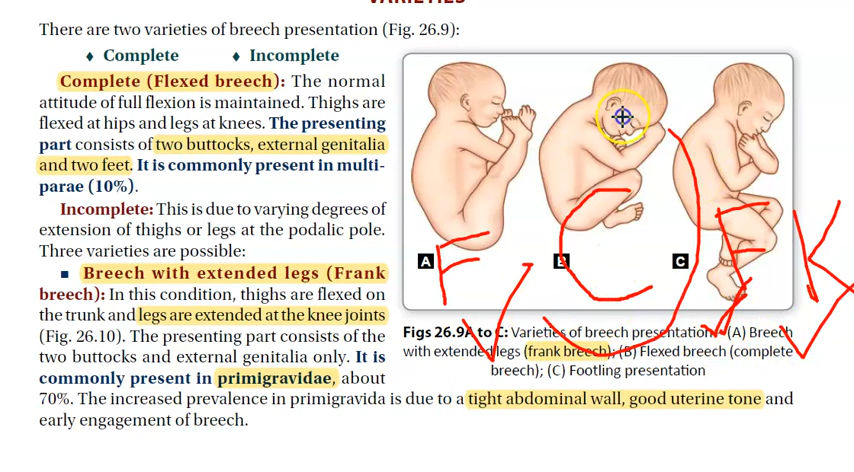 VARIETIES
There are two varieties of breech presentation (Fig. 26.9):
♦ Complete ♦ Incomplete
Complete (Flexed breech): The normal
attitude of full flexion is maintained. Thighs are
flexed at hips and legs at knees. The presenting
part consists of two buttocks, external genitalia
and two feet. It is commonly present in multi-
parae (10%).
Incomplete: This is due to varying degrees of
extension of thighs or legs at the podalic pole.
Three varieties are possible:
■ Breech with extended legs (Frank
breech): In this condition, thighs are flexed on
the trunk and legs are extended at the knee joints
(Fig. 26.10). The presenting part consists of the
two buttocks and external genitalia only. It is
commonly present in primigravidae, about
70%. The increased prevalence in primigravida is due to a tight abdominal wall, good uterine tone and
early engagement of breech.
A
B
C
F
C
F
K
Figs 26.9A to C: Varieties of breech presentation. (A) Breech
with extended legs (frank breech); (B) Flexed breech (complete
breech); (C) Footling presentation